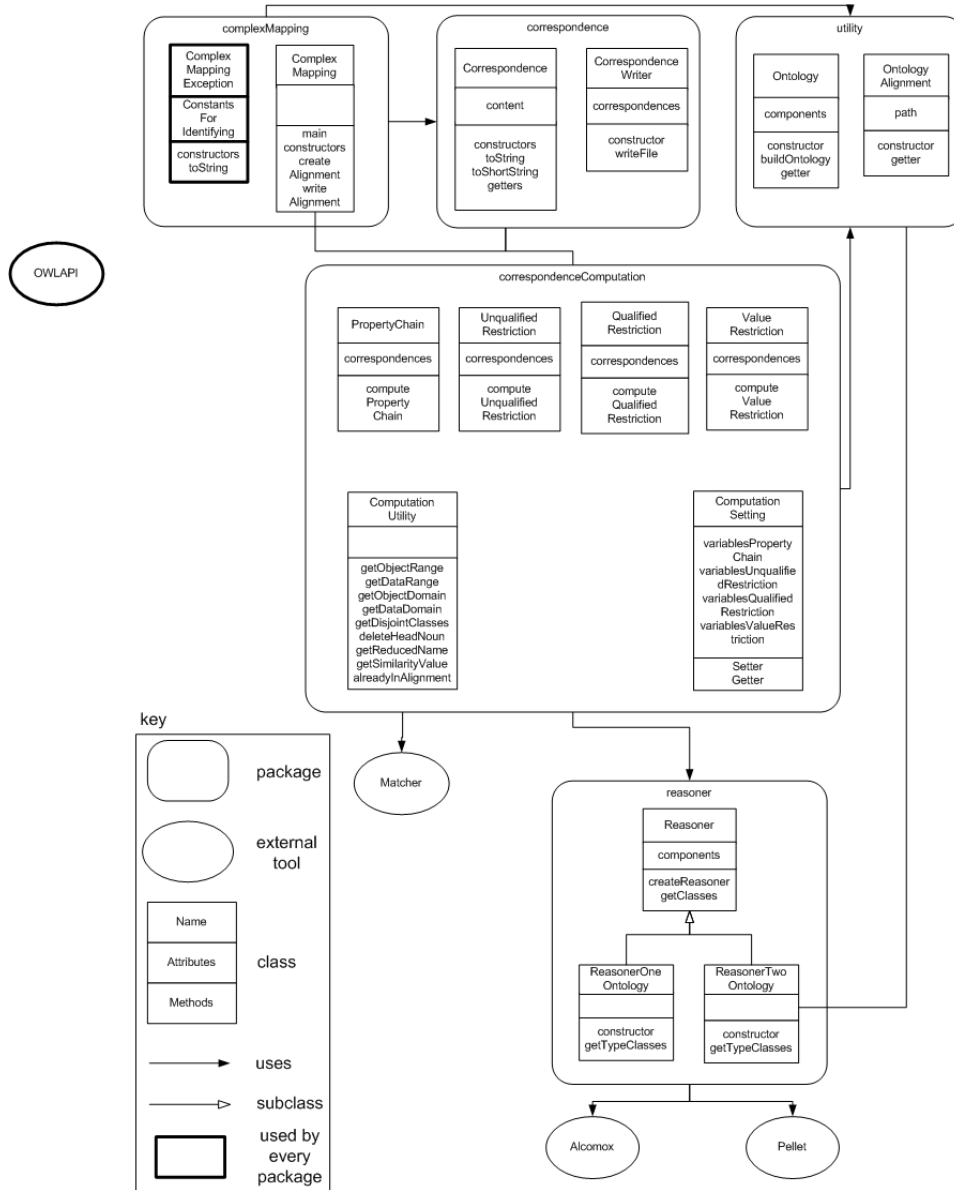 complexMapping
Complex
Mapping
Exception
Constants
For
Identifying
constructors
toString
Complex
Mapping
main
constructors
create
Alignment
write
Alignment
correspondence
Correspondence
content
constructors
toString
toShortString
getters
Correspondence
Writer
correspondences
constructor
writeFile
utility
Ontology
components
constructor
buildOntology
getter
Ontology
Alignment
path
constructor
getter
OWLAPI
correspondenceComputation
PropertyChain
correspondences
compute
Property
Chain
Unqualified
Restriction
correspondences
compute
Unqualified
Restriction
Qualified
Restriction
correspondences
compute
Qualified
Restriction
Value
Restriction
correspondences
compute
Value
Restriction
Computation
Utility
getObjectRange
getDataRange
getObjectDomain
getDataDomain
getDisjointClasses
deleteHeadNoun
getReducedName
getSimilarityValue
alreadyInAlignment
Computation
Setting
variablesProperty
Chain
variablesUnqualifie
dRestriction
variablesQualified
Restriction
variablesValueRes
triction
Setter
Getter
Matcher
reasoner
Reasoner
components
createReasoner
getClasses
ReasonerOne
Ontology
constructor
getTypeClasses
ReasonerTwo
Ontology
constructor
getTypeClasses
Alcomox
Pellet
key
package
external
tool
Name
Attributes
Methods
class
uses
subclass
used by
every
package